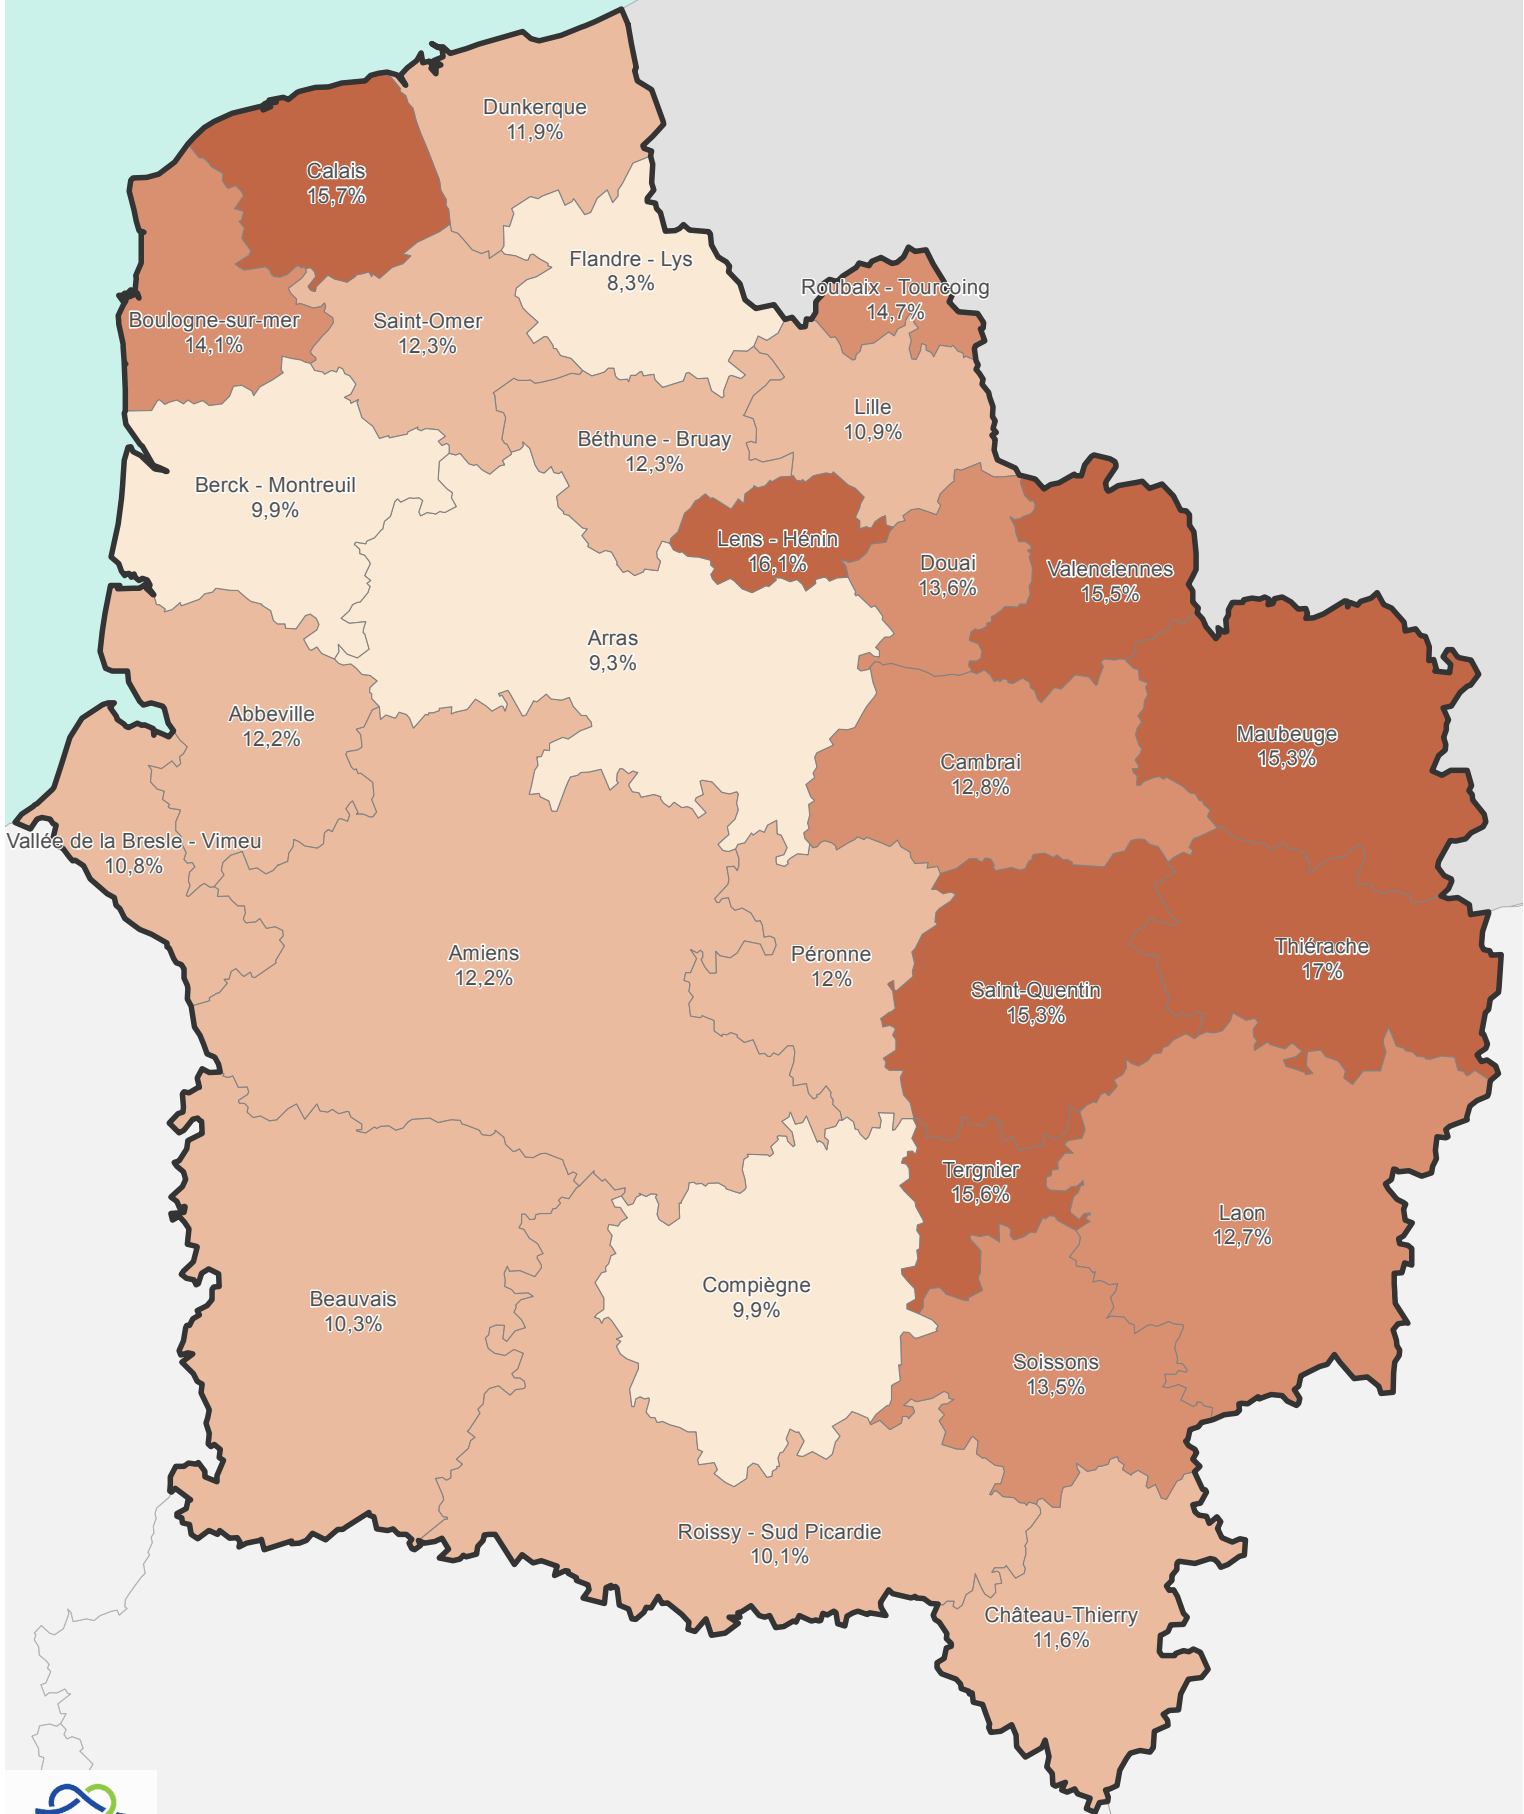 Dunkerque
11,9%
Calais
15,7%
Flandre - Lys
8,3%
Roubaix - Tourcoing
14,7%
Boulogne-sur-mer
14,1%
Saint-Omer
12,3%
Lille
10,9%
Béthune - Bruay
12,3%
Berck - Montreuil
9,9%
Lens - Hénin
16,1%
Douai
13,6%
Valenciennes
15,5%
Arras
9,3%
Abbeville
12,2%
Maubeuge
15,3%
Cambrai
12,8%
Vallée de la Bresle - Vimeu
10,8%
Amiens
12,2%
Péronne
12%
Thiérache
17%
Saint-Quentin
15,3%
Tergnier
15,6%
Laon
12,7%
Compiègne
9,9%
Beauvais
10,3%
Soissons
13,5%
Roissy - Sud Picardie
10,1%
Château-Thierry
11,6%